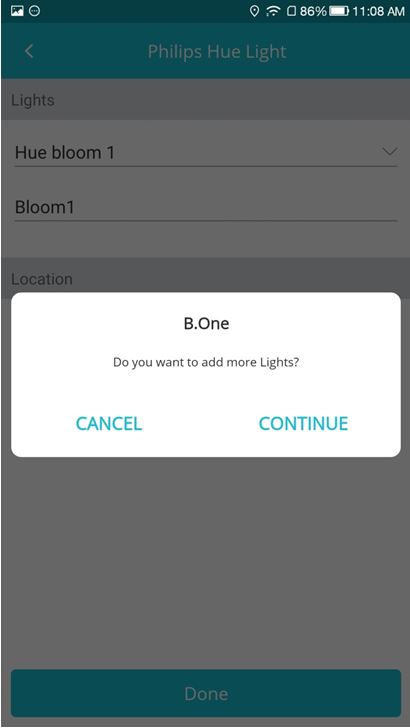 86% 11:08 AM
Philips Hue Light
Lights
Hue bloom 1
Bloom1
Location
B.One
Do you want to add more Lights?
CANCEL CONTINUE
Done